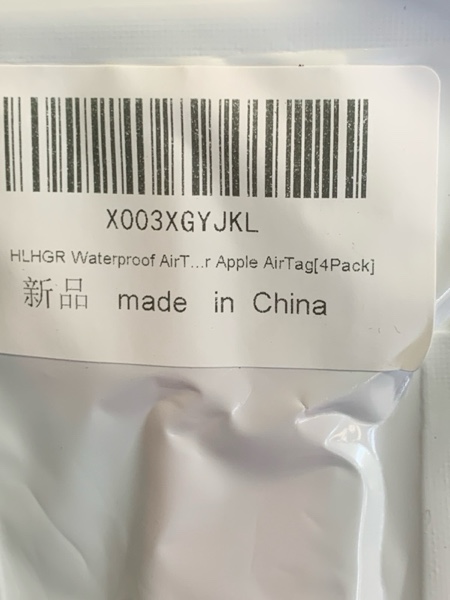 X003XGYJKL
HLHGR Waterproof AirT...r Apple AirTag[4Pack]
新品 made in China